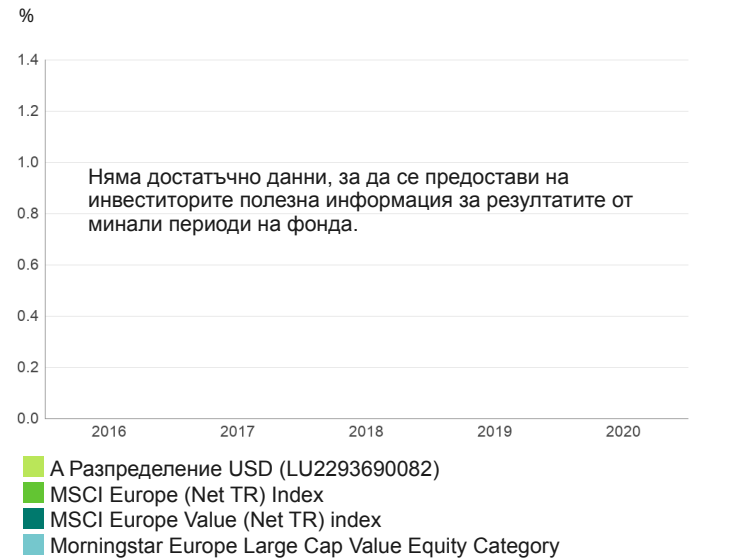 %
1.4
1.2
1.0
Няма достатъчно данни, за да се предостави на
инвеститорите полезна информация за резултатите от
минали периоди на фонда.
0.8
0.6
0.4
0.2
0.0
2016 2017 2018 2019 2020
А Разпределение USD (LU2293690082)
MSCI Europe (Net TR) Index
MSCI Europe Value (Net TR) index
Morningstar Europe Large Cap Value Equity Category